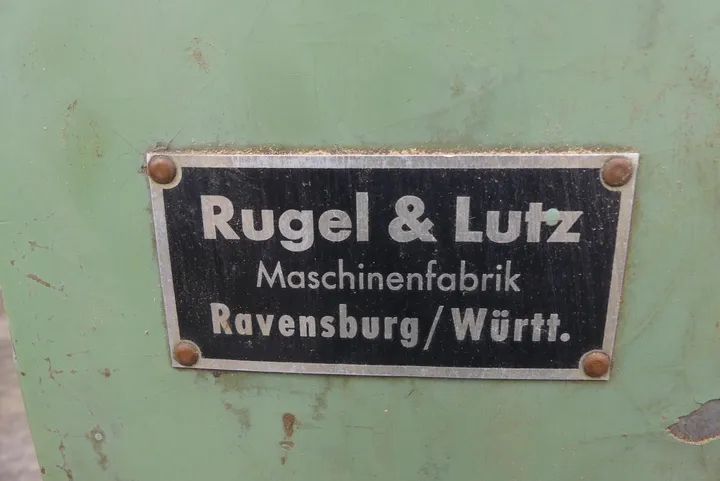 Rugel & Lutz
Maschinenfabrik
Ravensburg/Württ.